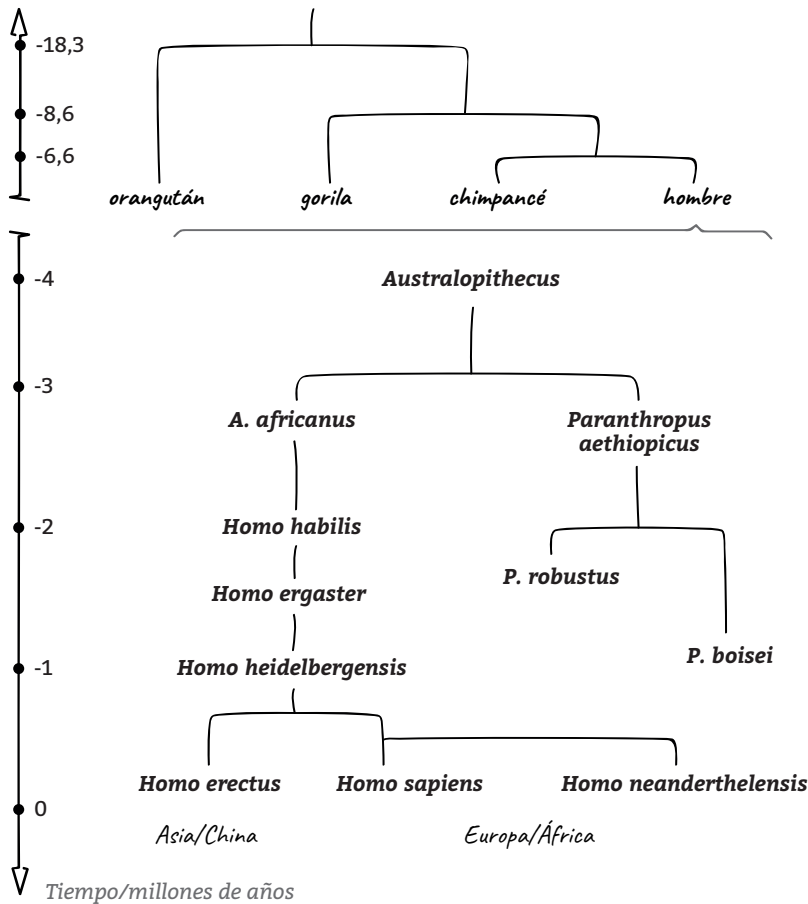 -18,3
-8,6
-6,6
orangután gorila chimpancé hombre
-4
Australopithecus
-3
A. africanus
Paranthropus
aethiopicus
-2
Homo habilis
P. robustus
Homo ergaster
P. boisei
-1
Homo heidelbergensis
Homo erectus Homo sapiens Homo neanderthelensis
0
Asia/China Europa/África
Tiempo/millones de años